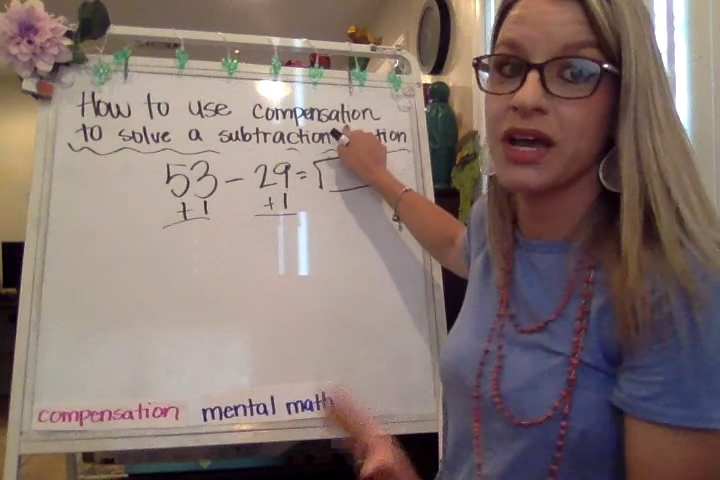 How to use compensation
to solve a subtraction
53 - 29 =
+1 +1
compensation mental math